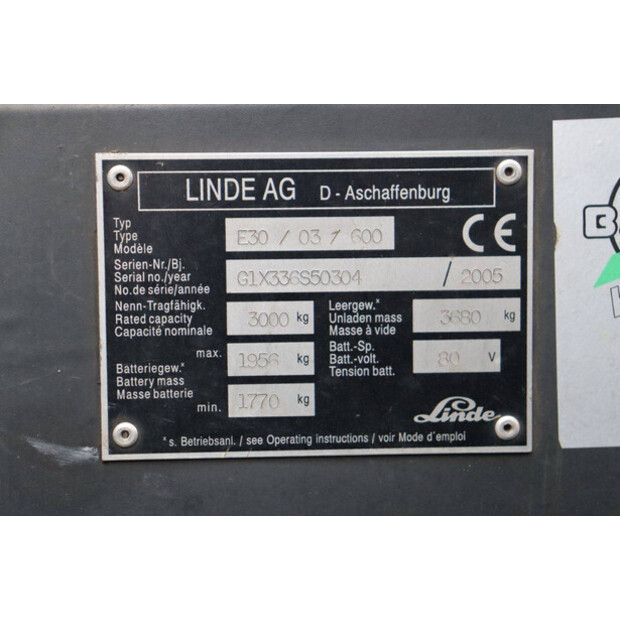 LINDE AG D - Aschaffenburg
Typ
Type
Modèle
E30 / 03 / 600
CE
Serien-Nr./Bj.
Serial no./year
No. de série/année
G1X336S50304 / 2005
Nenn-Tragfähigk.
Rated capacity
Capacité nominale
3000 kg
Leergew.*
Unladen mass
Masse à vide
3680 kg
Batteriegew.*
Battery mass
Masse batterie
max. 1956 kg
min. 1770 kg
Batt.-Sp.
Batt.-volt.
Tension batt.
80 V
Linde
*s. Betriebsanl. / see Operating instructions / voir Mode d'emploi